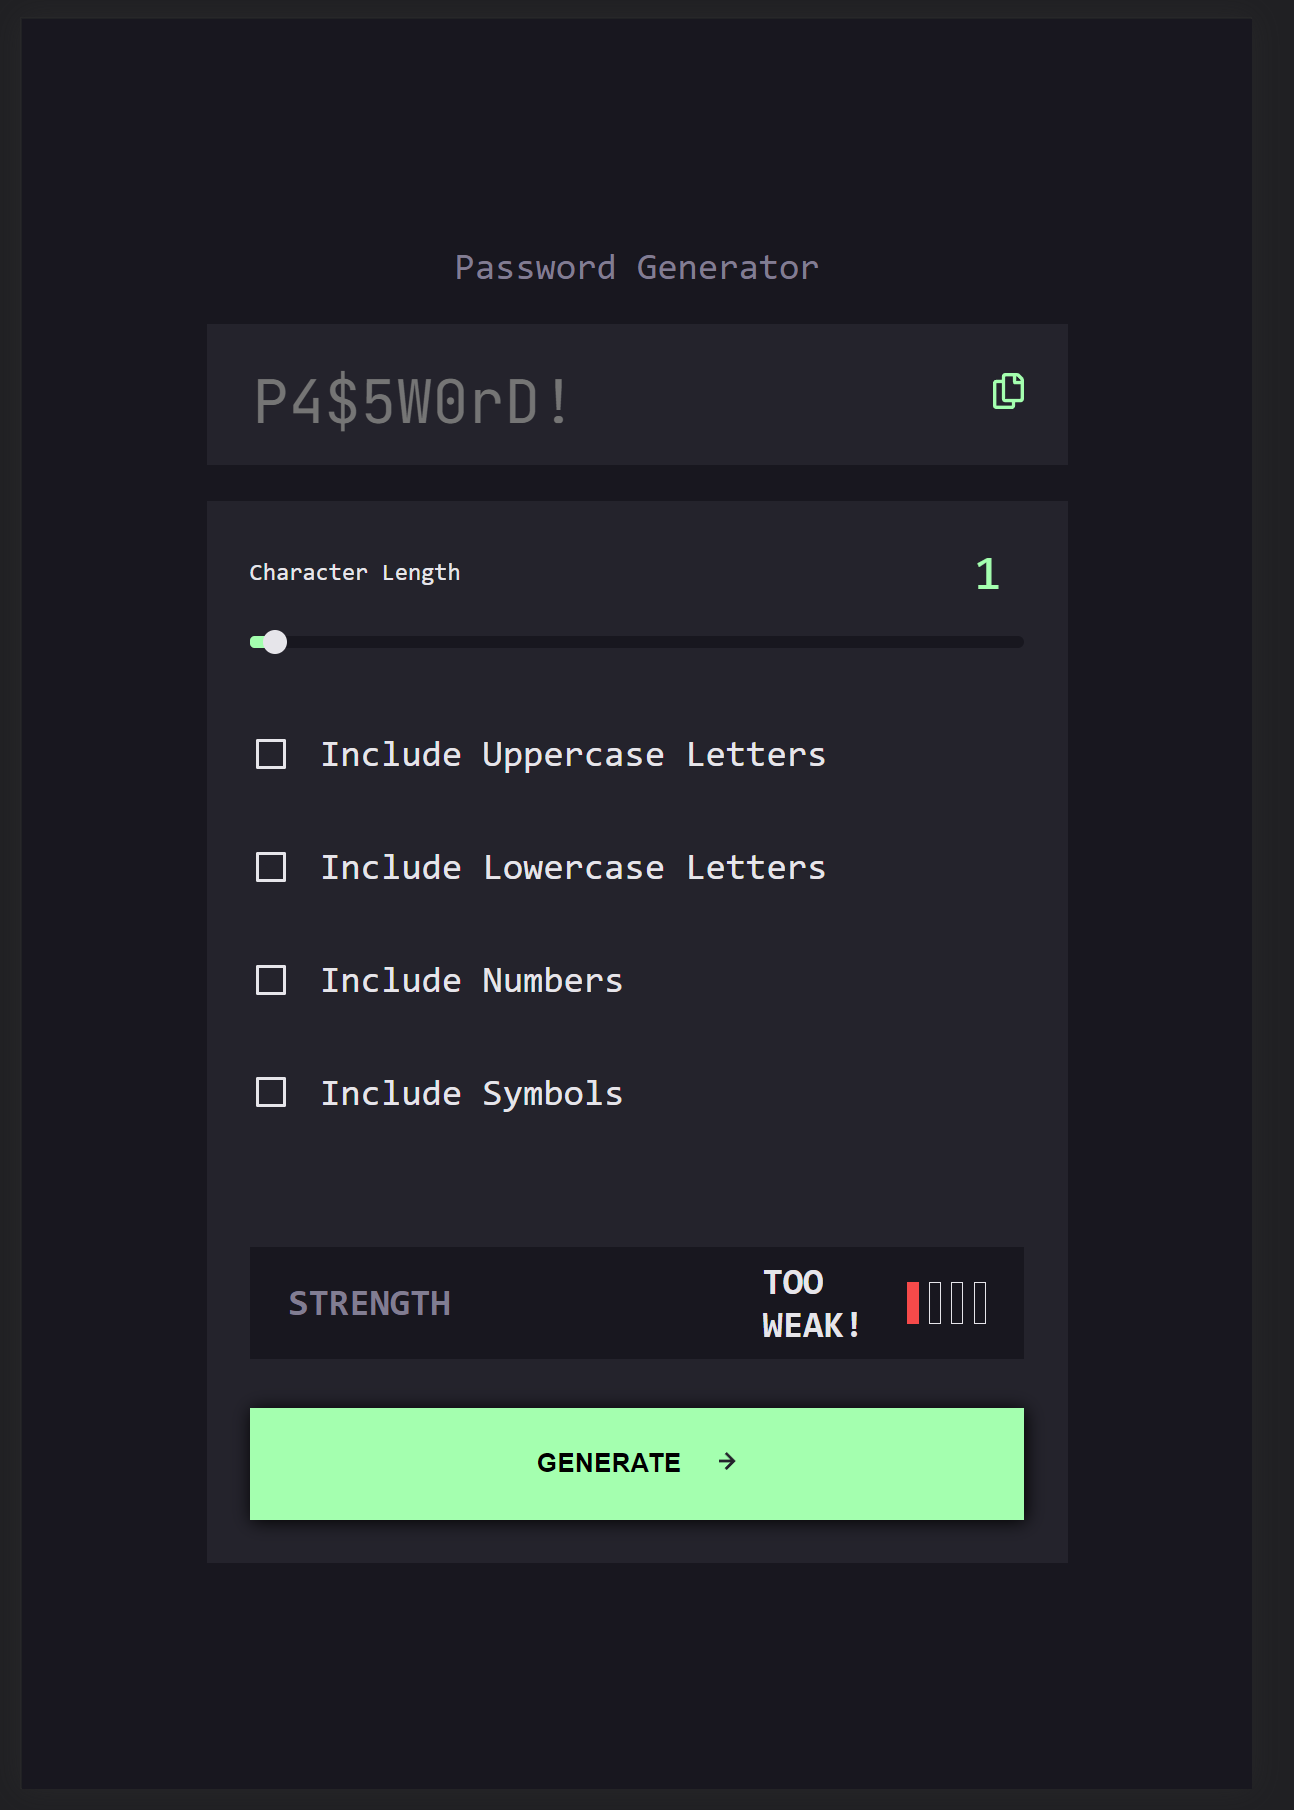 Password Generator
P4$5W0rD!
Character Length
1
Include Uppercase Letters
Include Lowercase Letters
Include Numbers
Include Symbols
STRENGTH
TOO
WEAK!
GENERATE →